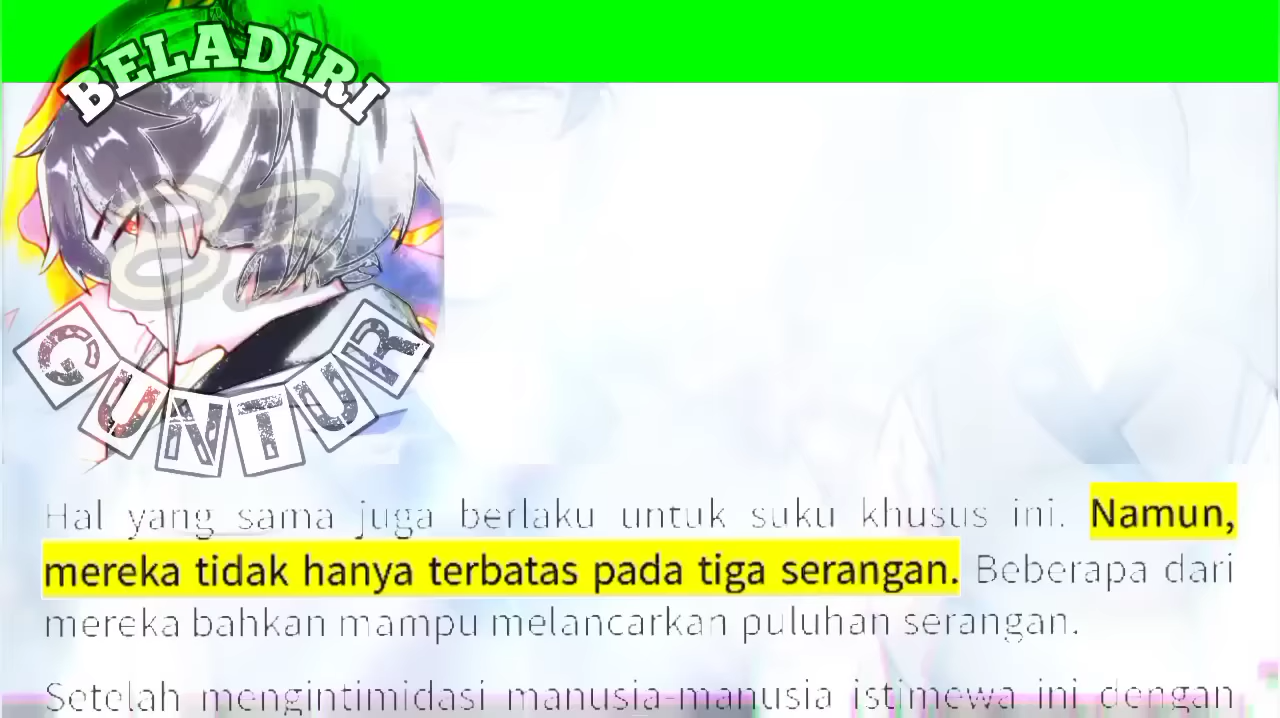 BELADIRI
GUNTUR
Hal yang sama juga berlaku untuk suku khusus ini. Namun,
mereka tidak hanya terbatas pada tiga serangan. Beberapa dari
mereka bahkan mampu melancarkan puluhan serangan.
Setelah mengintimidasi manusia-manusia istimewa ini dengan